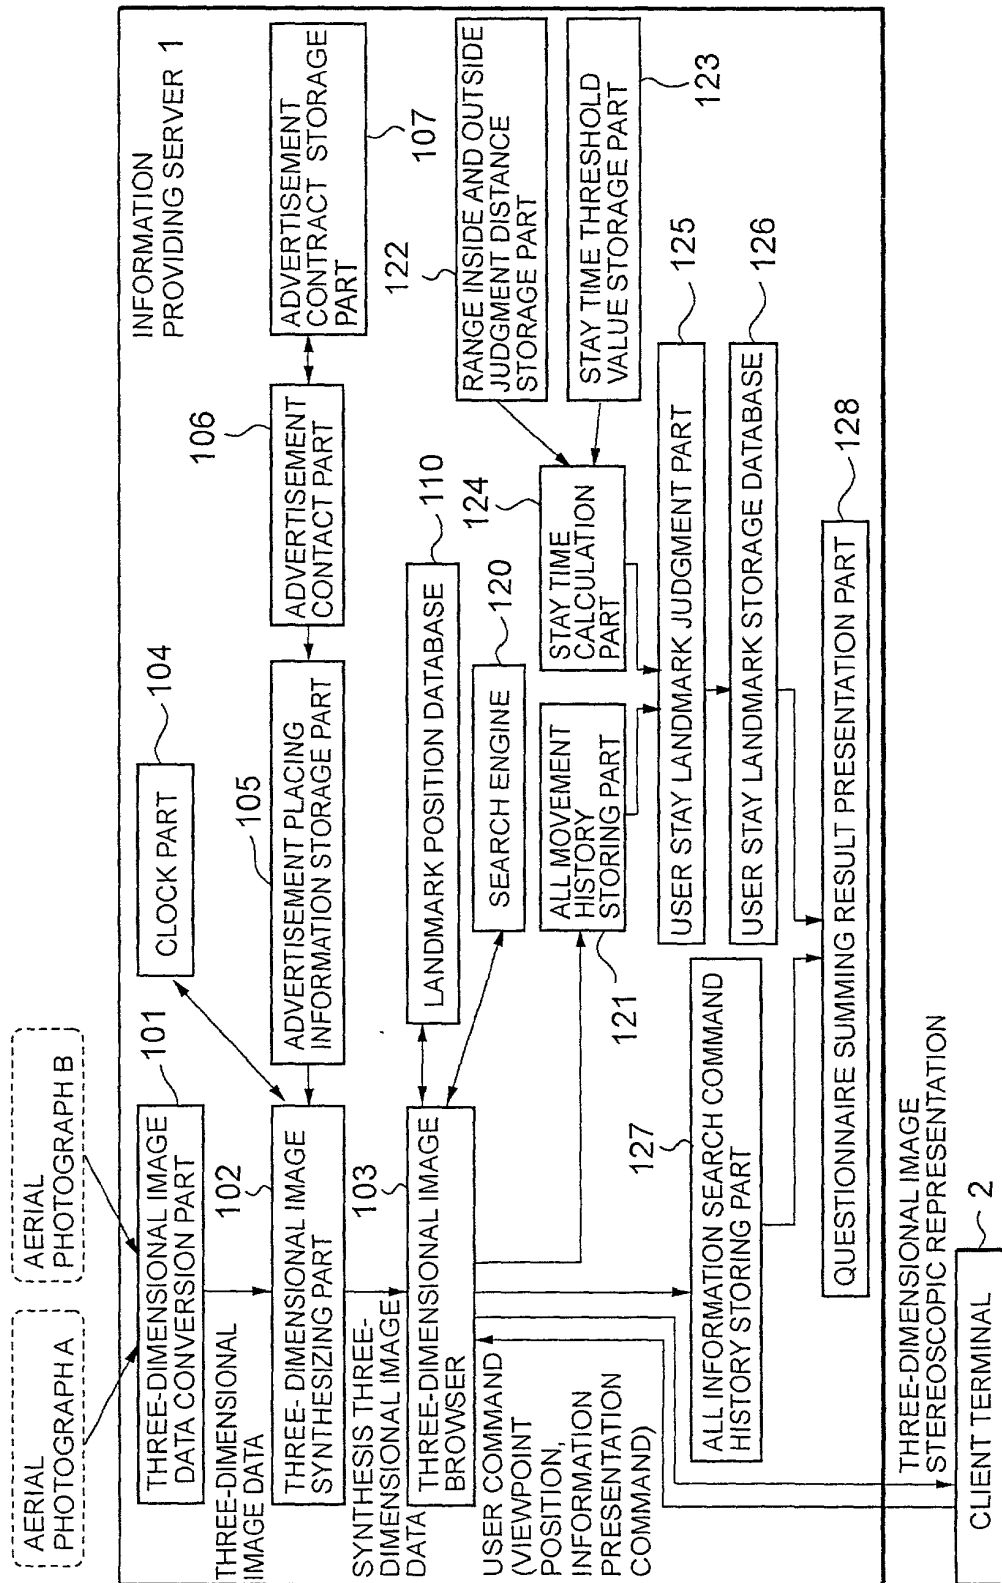 AERIAL
PHOTOGRAPH A
AERIAL
PHOTOGRAPH B
INFORMATION
PROVIDING SERVER 1
THREE-DIMENSIONAL IMAGE
DATA CONVERSION PART
101
CLOCK PART
104
THREE-DIMENSIONAL
IMAGE DATA
102
THREE-DIMENSIONAL IMAGE
SYNTHESIZING PART
105
ADVERTISEMENT PLACING
INFORMATION STORAGE PART
106
ADVERTISEMENT
CONTACT PART
ADVERTISEMENT
CONTRACT STORAGE
PART
107
SYNTHESIS THREE-
DIMENSIONAL IMAGE
DATA
103
THREE-DIMENSIONAL IMAGE
BROWSER
LANDMARK POSITION DATABASE
110
SEARCH ENGINE
120
122
RANGE INSIDE AND OUTSIDE
JUDGMENT DISTANCE
STORAGE PART
USER COMMAND
(VIEWPOINT
POSITION,
INFORMATION
PRESENTATION
COMMAND)
ALL MOVEMENT
HISTORY
STORING PART
121
124
STAY TIME
CALCULATION
PART
STAY TIME THRESHOLD
VALUE STORAGE PART
123
USER STAY LANDMARK JUDGMENT PART
125
USER STAY LANDMARK STORAGE DATABASE
126
127
ALL INFORMATION SEARCH COMMAND
HISTORY STORING PART
QUESTIONNAIRE SUMMING RESULT PRESENTATION PART
128
THREE-DIMENSIONAL IMAGE
STEREOSCOPIC REPRESENTATION
CLIENT TERMINAL
2